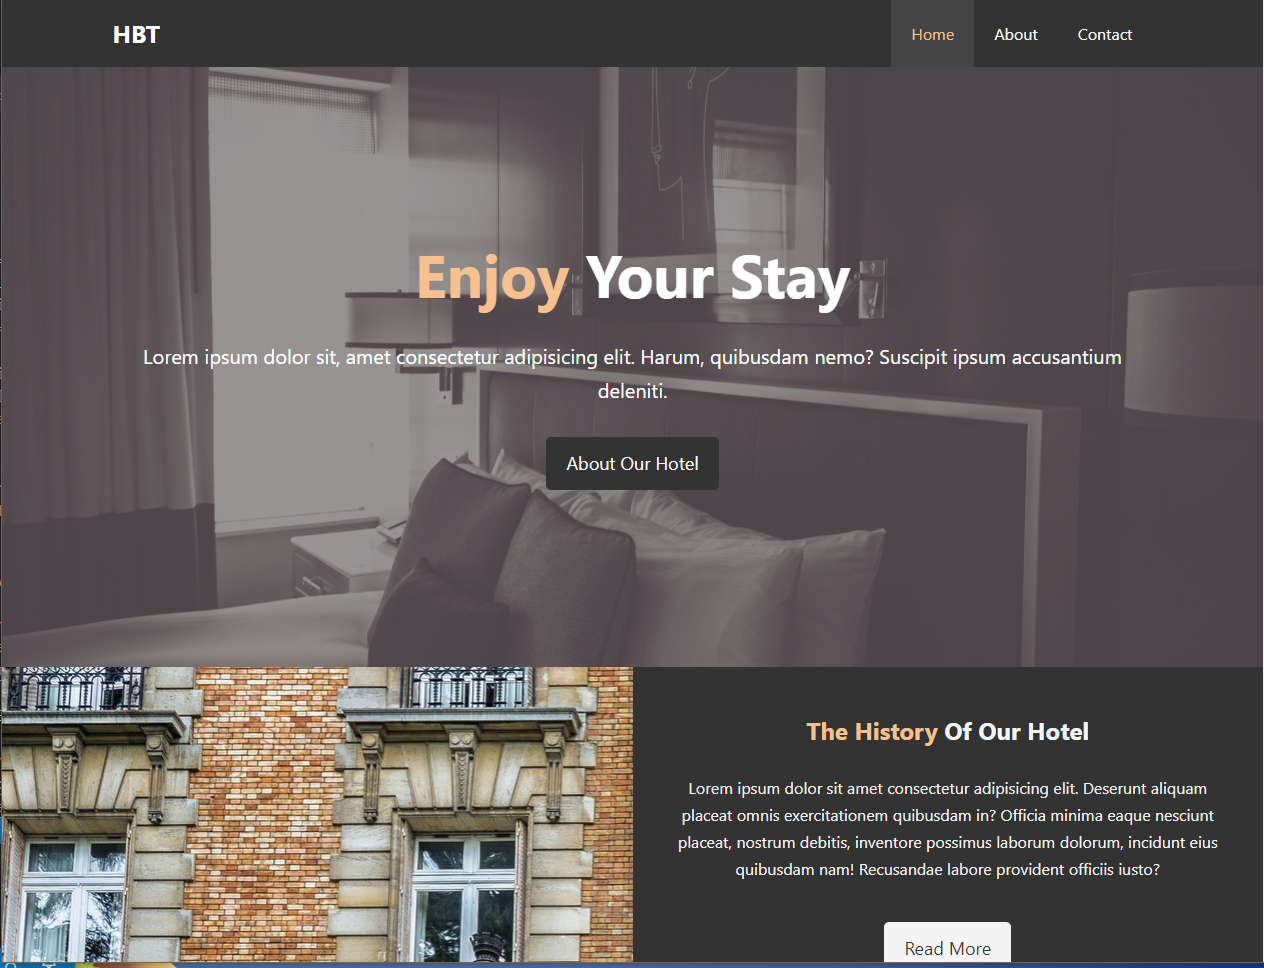 HBT
Home About Contact
Enjoy Your Stay
Lorem ipsum dolor sit, amet consectetur adipisicing elit. Harum, quibusdam nemo? Suscipit ipsum accusantium
deleniti.
About Our Hotel
The History Of Our Hotel
Lorem ipsum dolor sit amet consectetur adipisicing elit. Deserunt aliquam
placeat omnis exercitationem quibusdam in? Officia minima eaque nesciunt
placeat, nostrum debitis, inventore possimus laborum dolorum, incidunt eius
quibusdam nam! Recusandae labore provident officiis iusto?
Read More